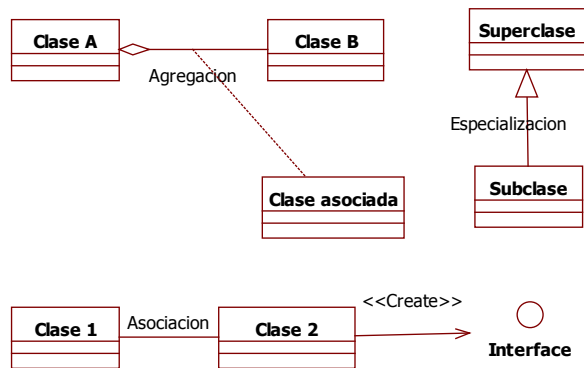 Clase A
Clase B
Superclase
Agregacion
Especializacion
Clase asociada
Subclase
<<Create>>
Clase 1
Asociacion
Clase 2
Interface